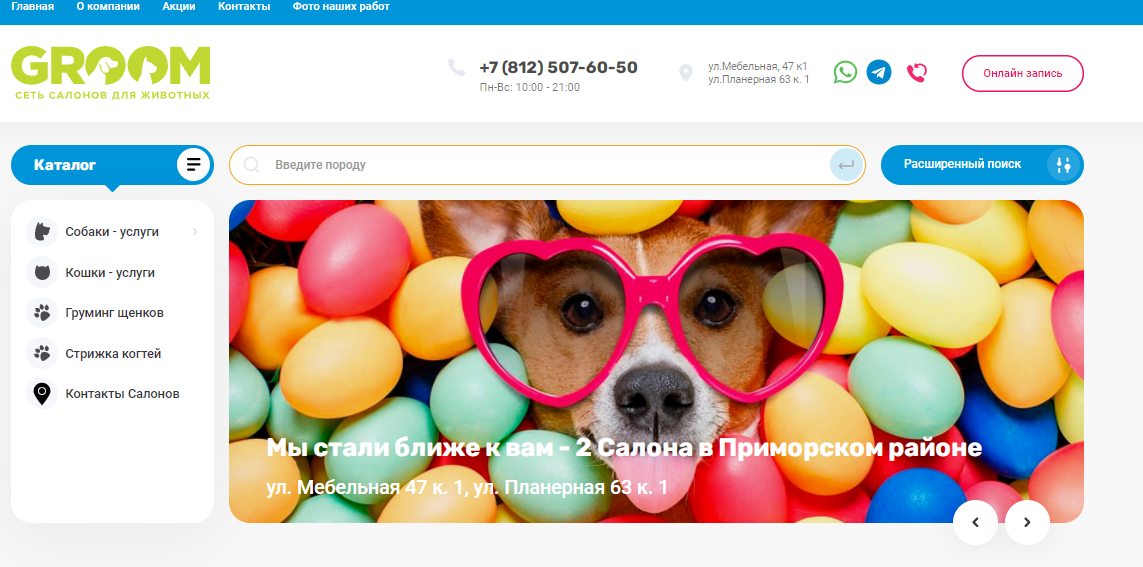 Главная О компании Акции Контакты Фото наших работ
GROOM
СЕТЬ САЛОНОВ ДЛЯ ЖИВОТНЫХ
+7 (812) 507-60-50
Пн-Вс: 10:00 - 21:00
ул.Мебельная, 47 к1
ул.Планерная 63 к. 1
Онлайн запись
Каталог
Введите породу
Расширенный поиск
Собаки - услуги
Кошки - услуги
Груминг щенков
Стрижка когтей
Контакты Салонов
Мы стали ближе к вам - 2 Салона в Приморском районе
ул. Мебельная 47 к. 1, ул. Планерная 63 к. 1